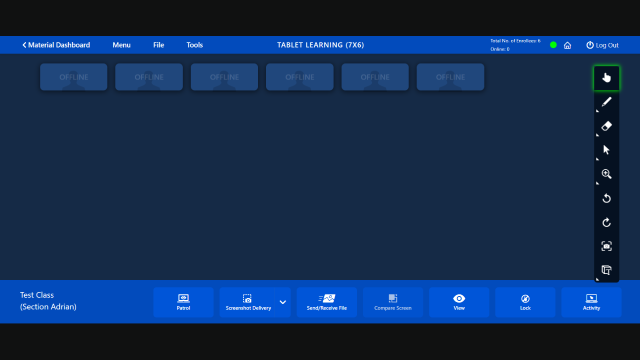 Material Dashboard Menu File Tools TABLET LEARNING (7X6) Total No. of Enrollees: 6 Log Out
Online: 0
OFFLINE OFFLINE OFFLINE OFFLINE OFFLINE OFFLINE
Test Class
(Section Adrian)
Patrol Screenshot Delivery Send/Receive File Compare Screen View Lock Activity